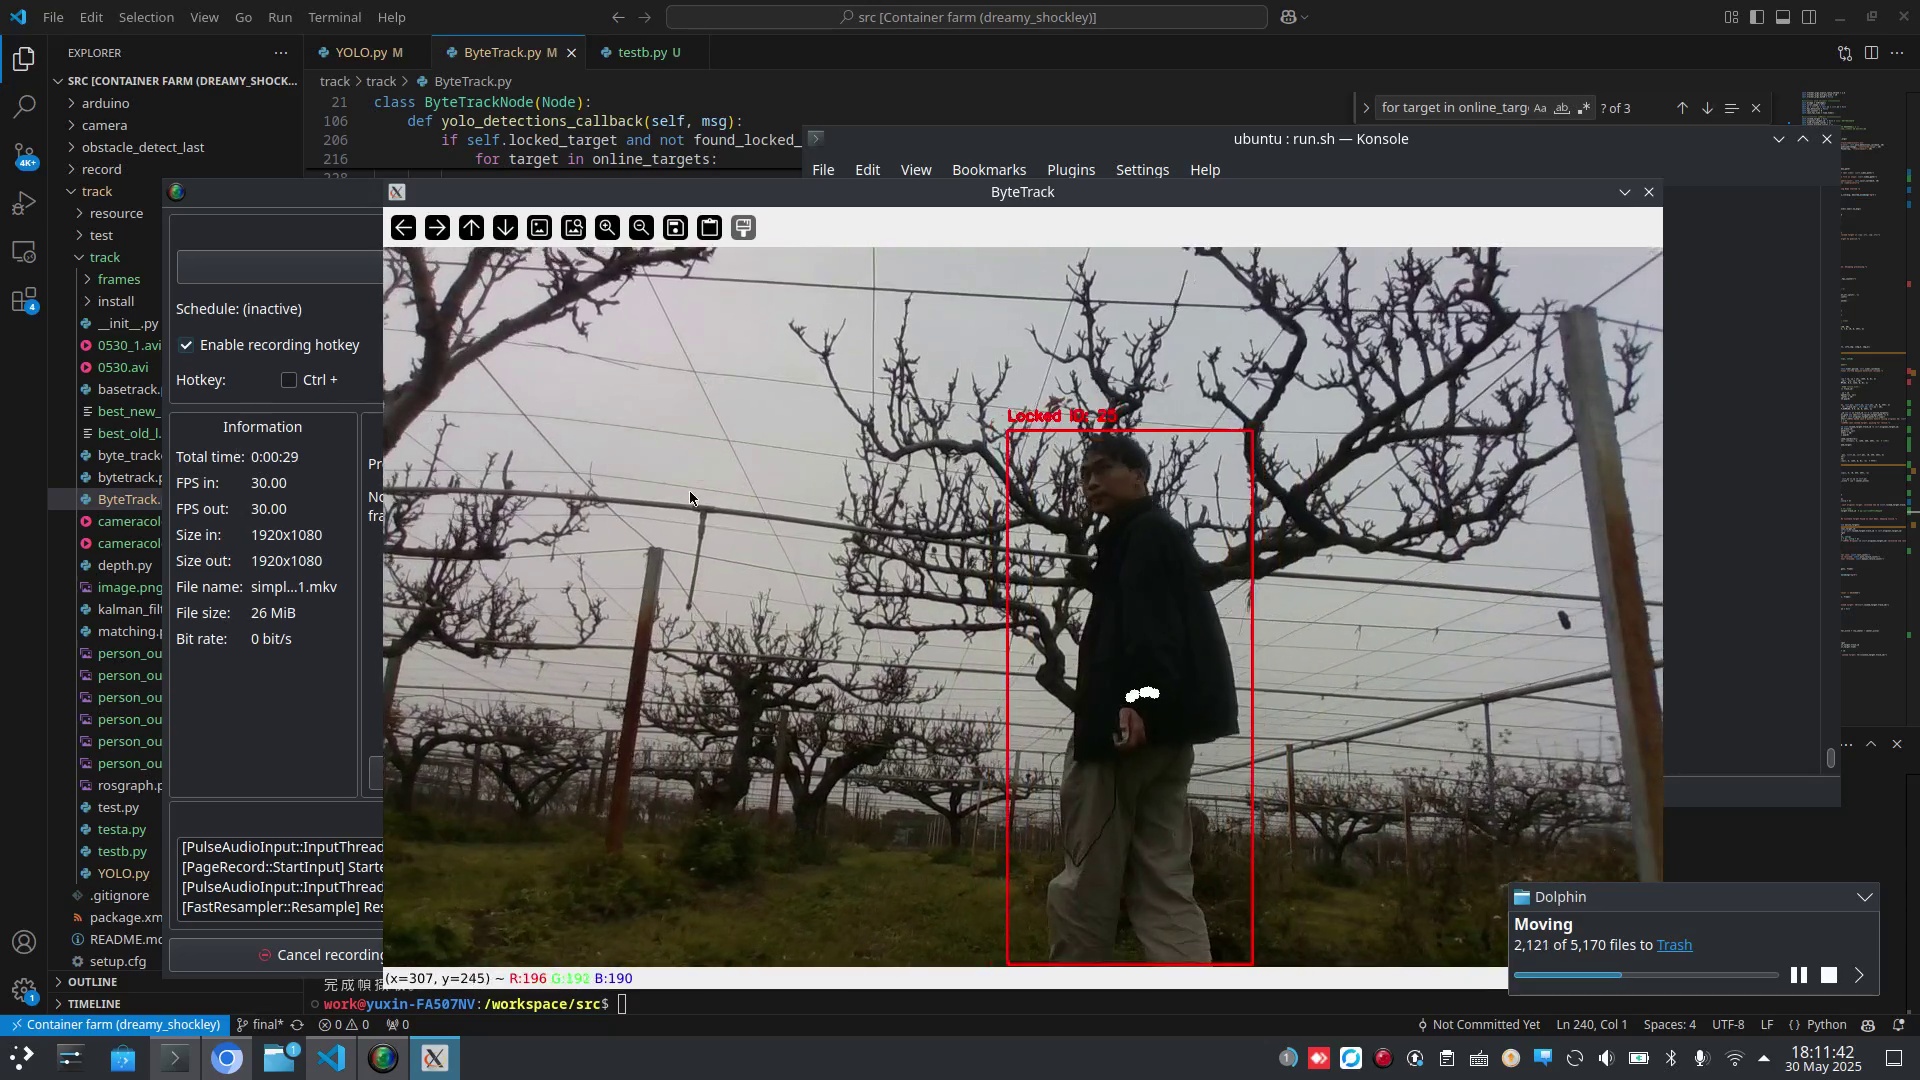 File Edit Selection View Go Run Terminal Help
src [Container farm (dreamy_shockley)]
EXPLORER
YOLO.py M
ByteTrack.py M
testb.py U
SRC [CONTAINER FARM (DREAMY_SHOCK...
track > track > ByteTrack.py
21 class ByteTrackNode(Node):
106 def yolo_detections_callback(self, msg):
206 if self.locked_target and not found_locked_
216 for target in online_targets:
for target in online_targ
Aa ab
? of 3
ubuntu : run.sh — Konsole
File Edit View Bookmarks Plugins Settings Help
ByteTrack
arduino
camera
obstacle_detect_last
record
track
resource
test
track
frames
install
__init__.py
0530_1.avi
0530.avi
basetrack.
best_new_
best_old_l.
byte_track
bytetrack.p
ByteTrack.
cameracol
cameracol
depth.py
image.png
kalman_filt
matching.p
person_ou
person_ou
person_ou
person_ou
person_ou
person_ou
rosgraph.p
test.py
testa.py
testb.py
YOLO.py
.gitignore
package.xm
README.md
setup.cfg
OUTLINE
TIMELINE
4K+
4
1
Schedule: (inactive)
Enable recording hotkey
Hotkey: Ctrl +
Information
Total time: 0:00:29
FPS in: 30.00
FPS out: 30.00
Size in: 1920x1080
Size out: 1920x1080
File name: simpl...1.mkv
File size: 26 MiB
Bit rate: 0 bit/s
Pr
No
fra
[PulseAudioInput::InputThread
[PageRecord::StartInput] Starte
[PulseAudioInput::InputThread
[FastResampler::Resample] Res
Cancel recording
Locked ID: 25
(x=307, y=245) ~ R:196 G:192 B:190
work@yuxin-FA507NV:/workspace/src$
Dolphin
Moving
2,121 of 5,170 files to Trash
Container farm (dreamy_shockley)
final*
0 0
0
Not Committed Yet
Ln 240, Col 1
Spaces: 4
UTF-8
LF
{} Python
1
1
18:11:42
30 May 2025